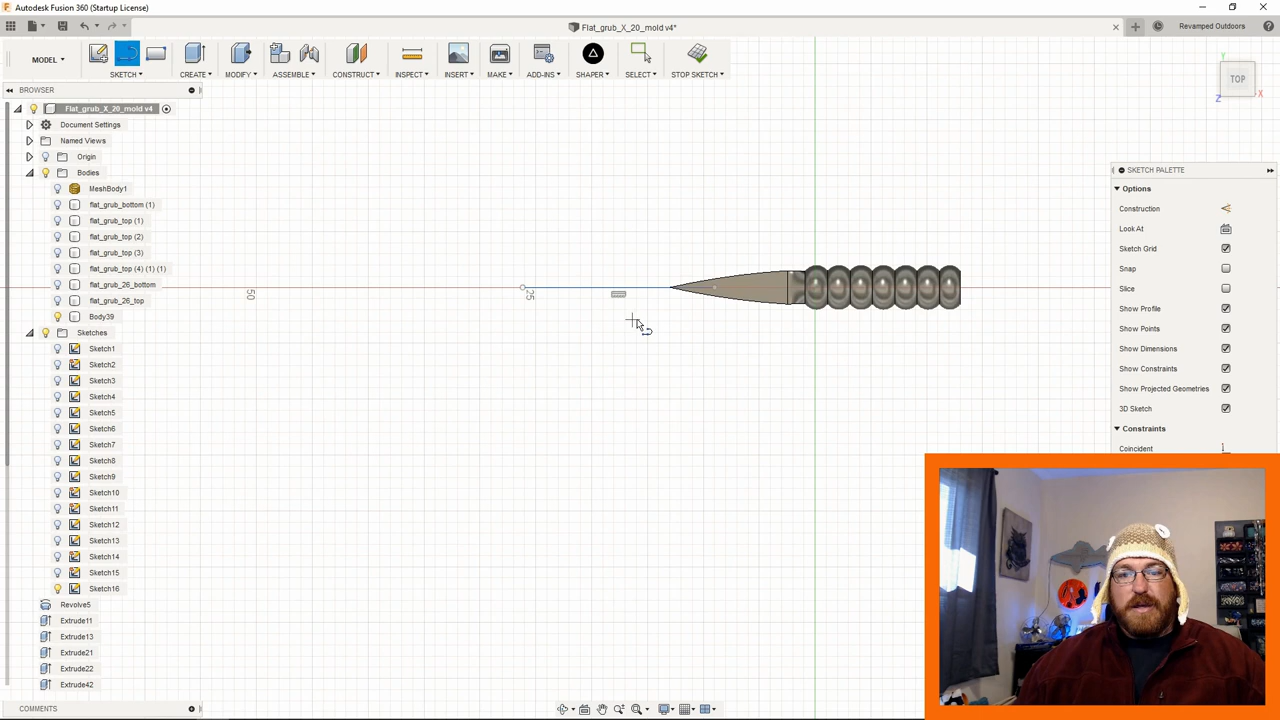 Autodesk Fusion 360 (Startup License)
Flat_grub_X_20_mold v4*
Revamped Outdoors
MODEL
SKETCH
CREATE
MODIFY
ASSEMBLE
CONSTRUCT
INSPECT
INSERT
MAKE
ADD-INS
SHAPER
SELECT
STOP SKETCH
BROWSER
Flat_grub_X_20_mold v4
Document Settings
Named Views
Origin
Bodies
MeshBody1
flat_grub_bottom (1)
flat_grub_top (1)
flat_grub_top (2)
flat_grub_top (3)
flat_grub_top (4) (1) (1)
flat_grub_26_bottom
flat_grub_26_top
Body39
Sketches
Sketch1
Sketch2
Sketch3
Sketch4
Sketch5
Sketch6
Sketch7
Sketch8
Sketch9
Sketch10
Sketch11
Sketch12
Sketch13
Sketch14
Sketch15
Sketch16
Revolve5
Extrude11
Extrude13
Extrude21
Extrude22
Extrude42
COMMENTS
50
25
Y
TOP
Z
X
SKETCH PALETTE
Options
Construction
Look At
Sketch Grid
Snap
Slice
Show Profile
Show Points
Show Dimensions
Show Constraints
Show Projected Geometries
3D Sketch
Constraints
Coincident